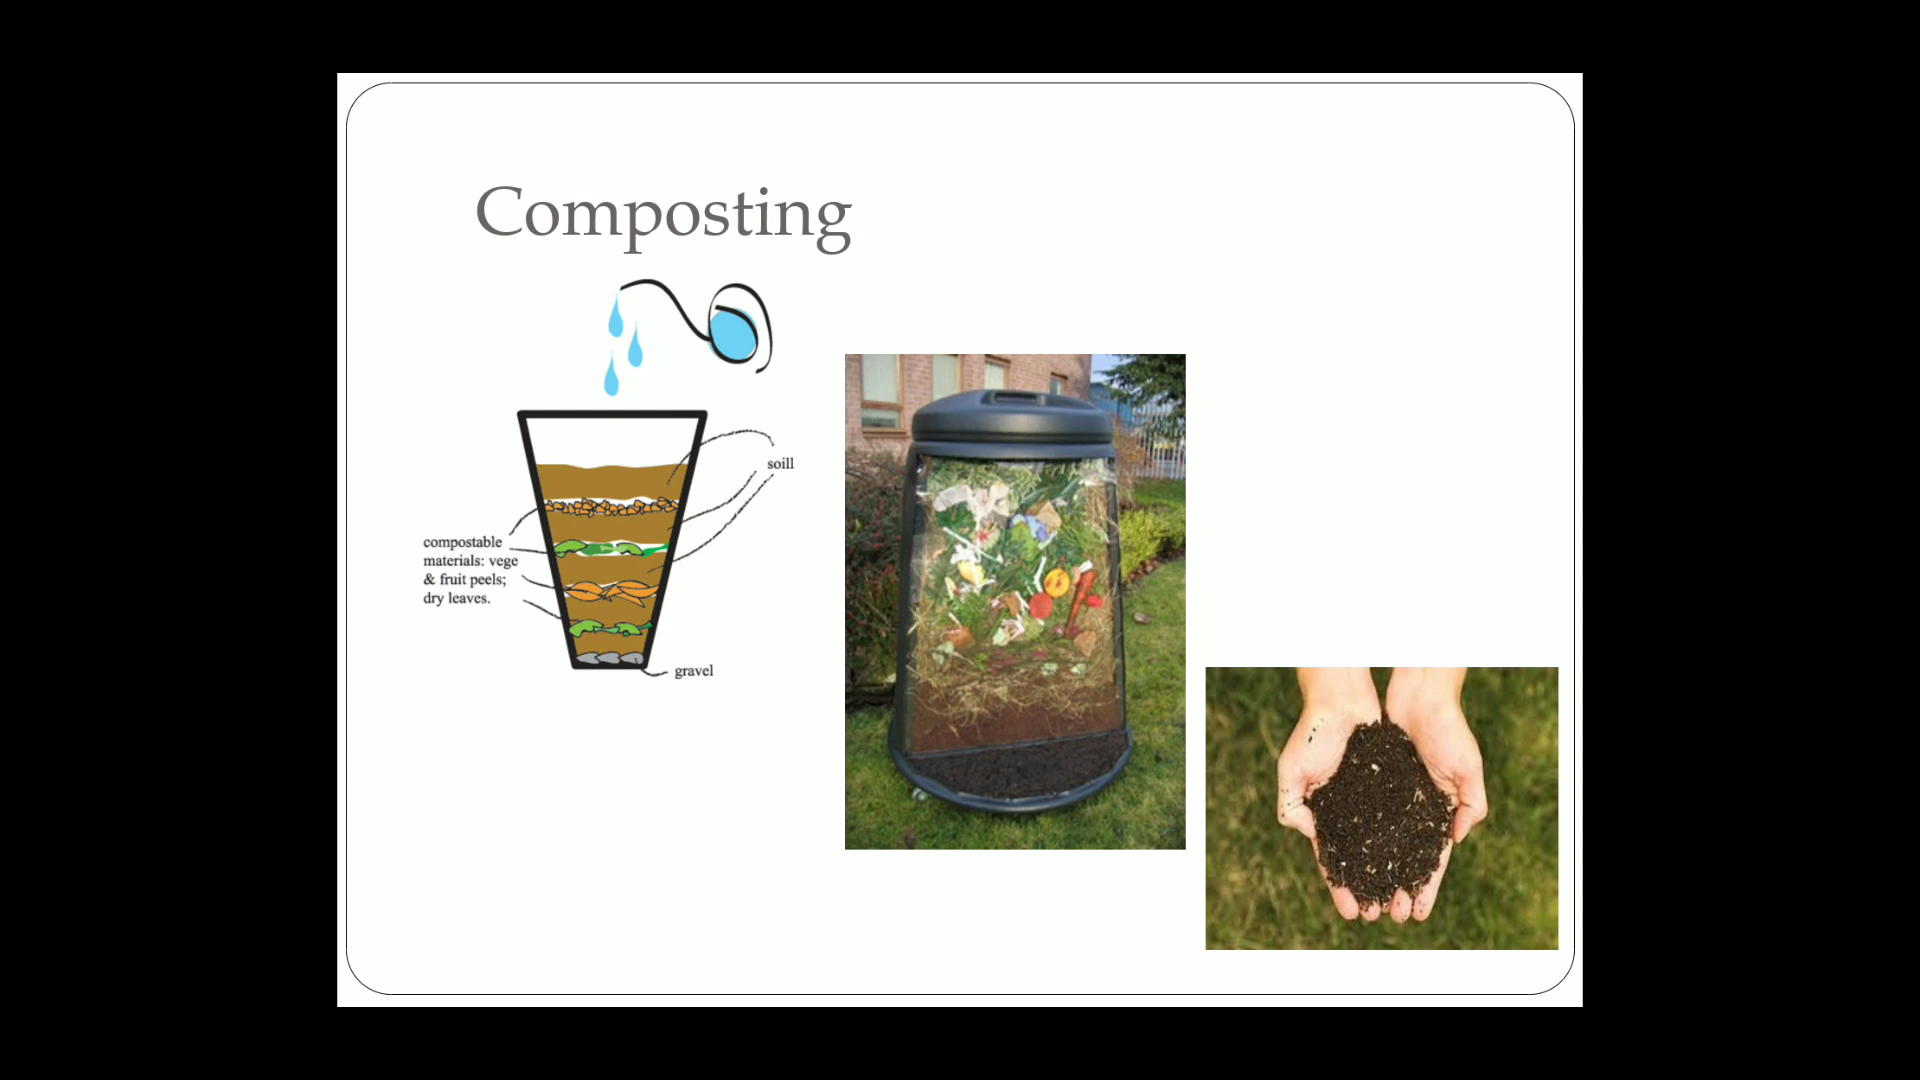 Composting
soill
compostable
materials: vege
& fruit peels;
dry leaves.
gravel